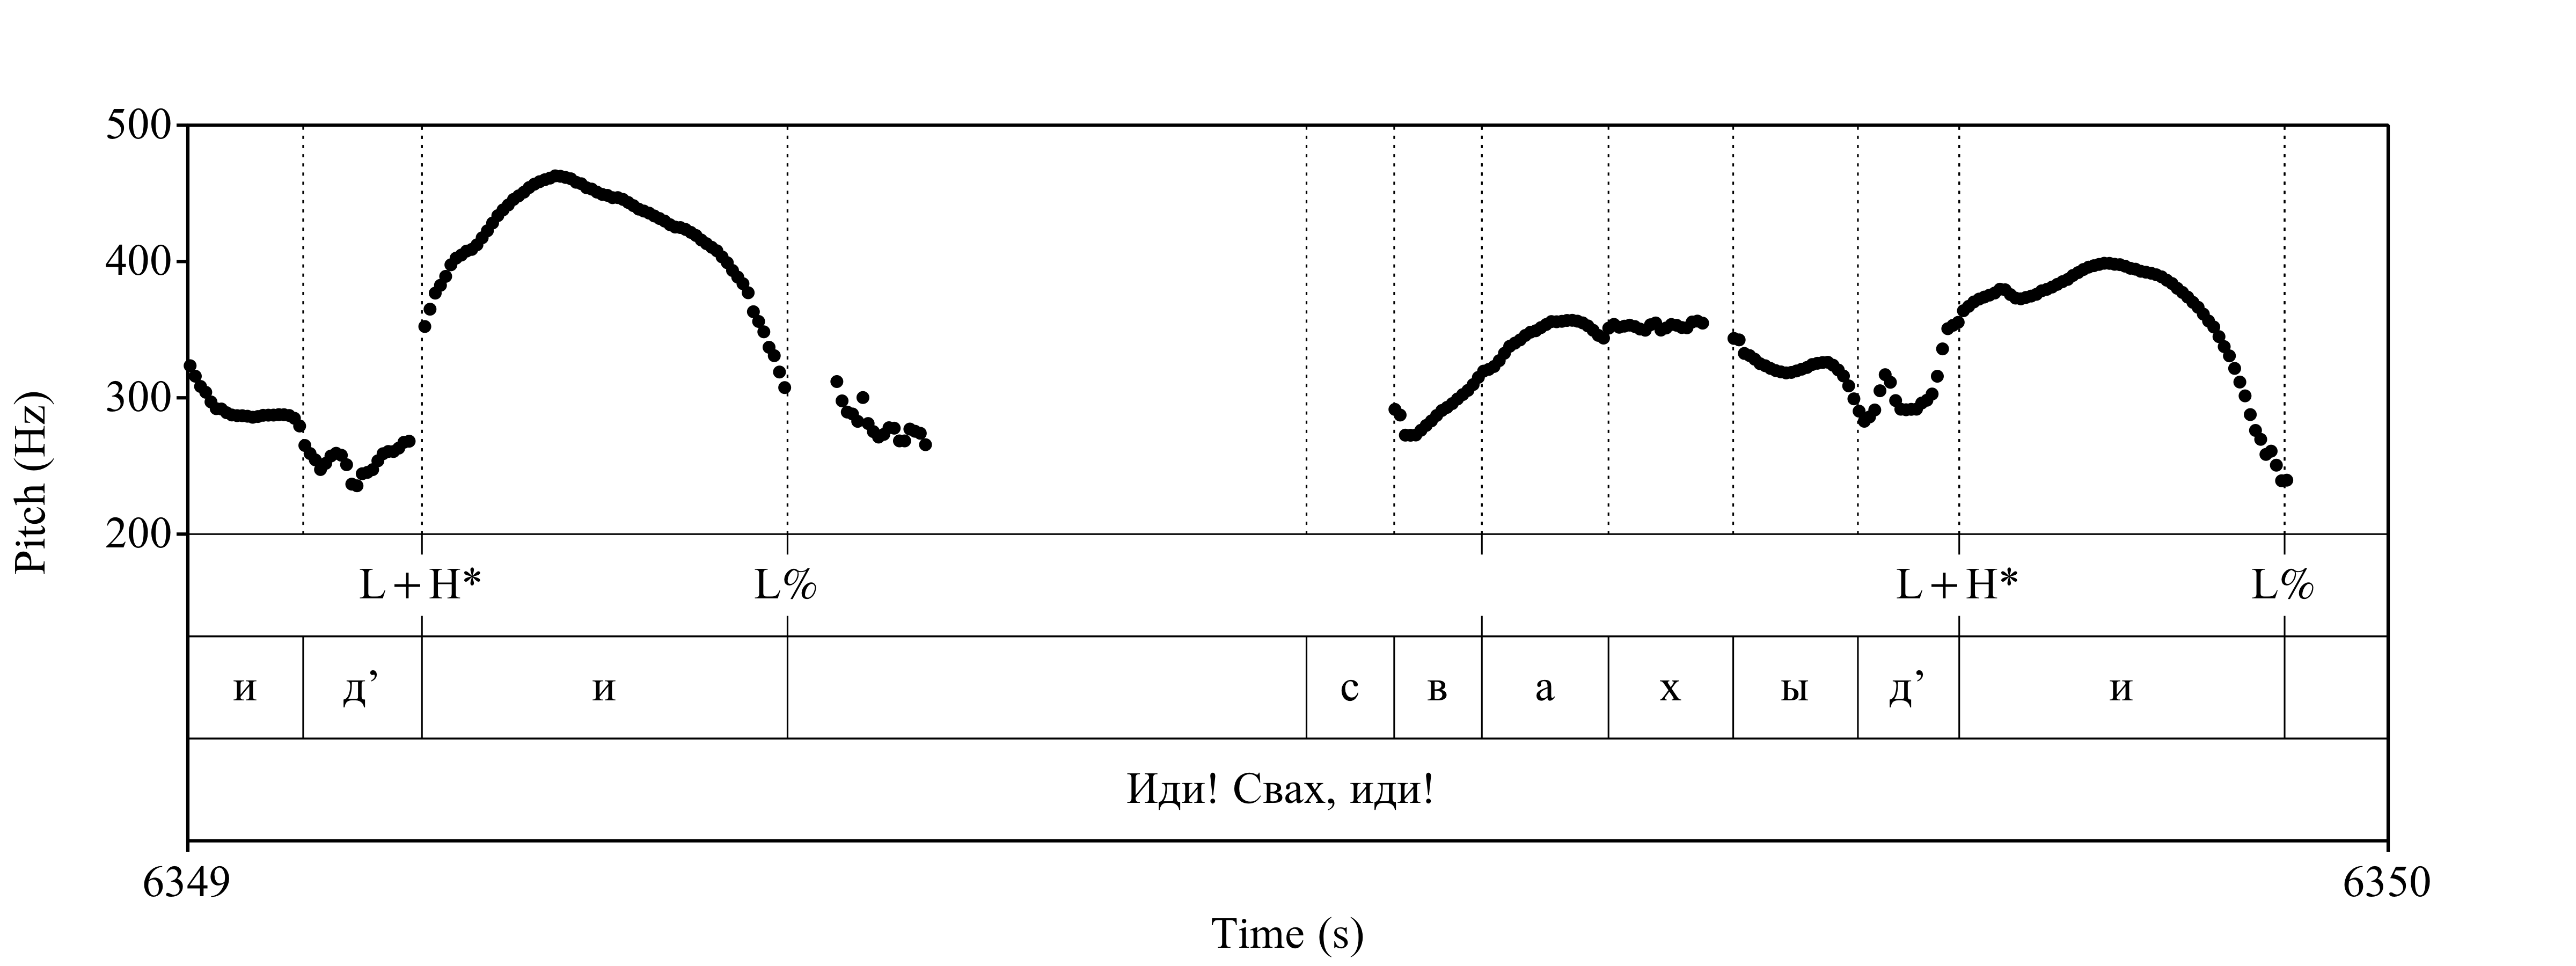 500
400
300
200
Pitch (Hz)
L+H* L% L+H* L%
и д’ и с в а х ы д’ и
Иди! Свах, иди!
6349 6350
Time (s)